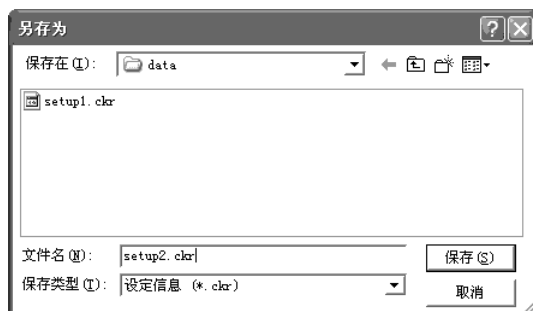 另存为
保存在(I): data
setup1.ckr
文件名(N): setup2.ckr 保存(S)
保存类型(T): 设定信息 (*.ckr) 取消